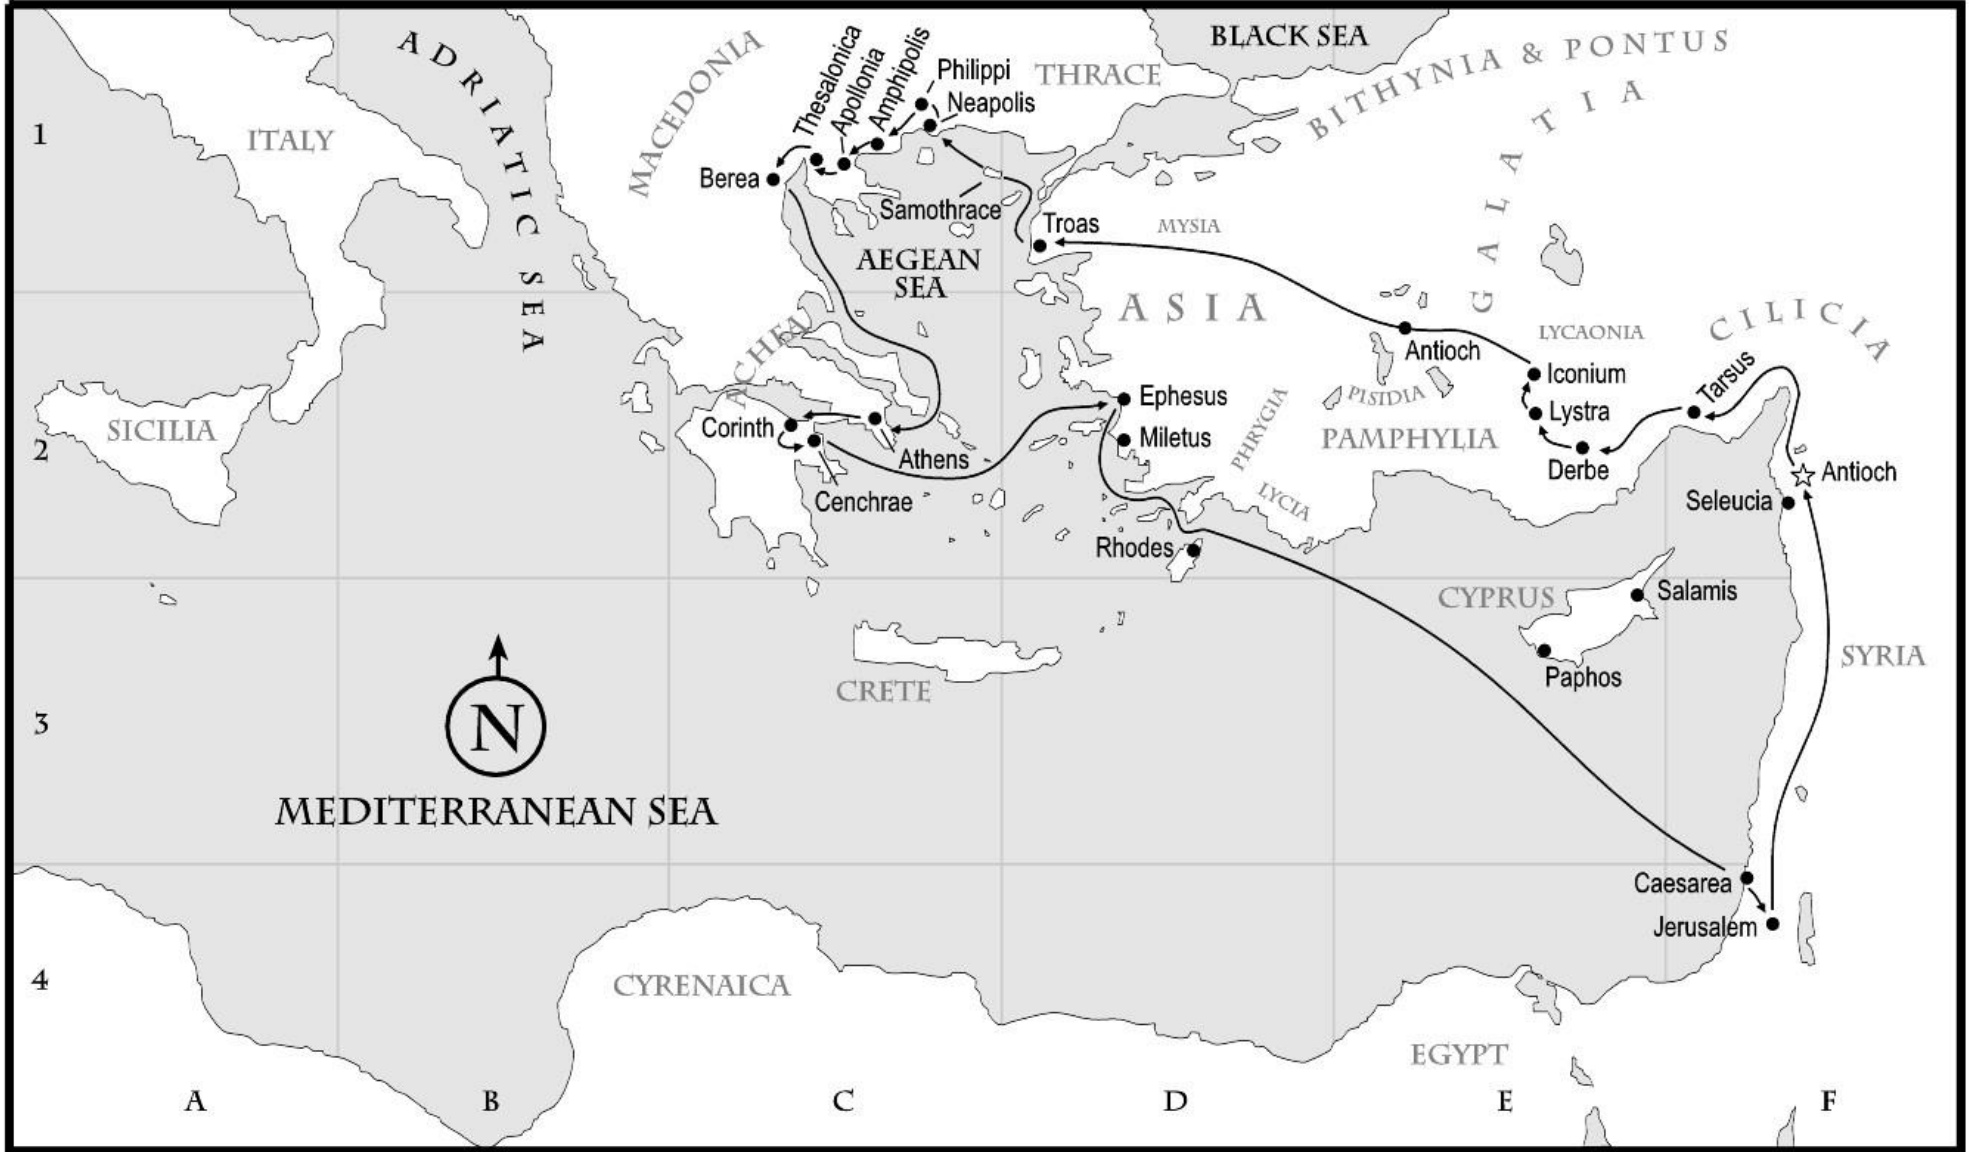 ADRIATIC SEA
BLACK SEA
BITHYNIA & PONTUS
MACEDONIA
THRACE
GALATIA
Thesalonica
Apollonia
Amphipolis
Philippi
Neapolis
1
ITALY
Berea
Samothrace
Troas
MYSIA
AEGEAN
SEA
ASIA
LYCAONIA
CILICIA
ACHEA
Antioch
Iconium
Tarsus
Ephesus
PISIDIA
Lystra
SICILIA
Corinth
Miletus
PHRYGIA
PAMPHYLIA
2
Athens
Derbe
Antioch
Cenchrae
LYCIA
Seleucia
Rhodes
CYPRUS
Salamis
SYRIA
Paphos
CRETE
N
3
MEDITERRANEAN SEA
Caesarea
Jerusalem
4
CYRENAICA
EGYPT
A
B
C
D
E
F